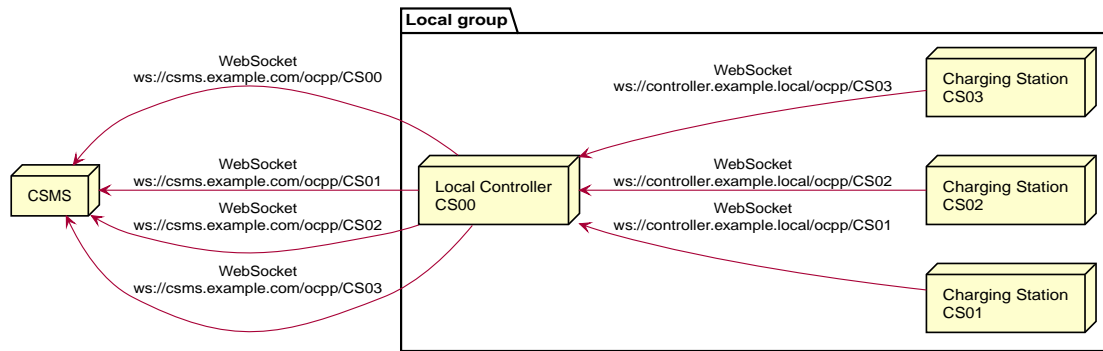 Local group
WebSocket
ws://csms.example.com/ocpp/CS00
WebSocket
ws://controller.example.local/ocpp/CS03
Charging Station
CS03
CSMS
WebSocket
ws://csms.example.com/ocpp/CS01
Local Controller
CS00
WebSocket
ws://controller.example.local/ocpp/CS02
Charging Station
CS02
WebSocket
ws://csms.example.com/ocpp/CS02
WebSocket
ws://controller.example.local/ocpp/CS01
WebSocket
ws://csms.example.com/ocpp/CS03
Charging Station
CS01